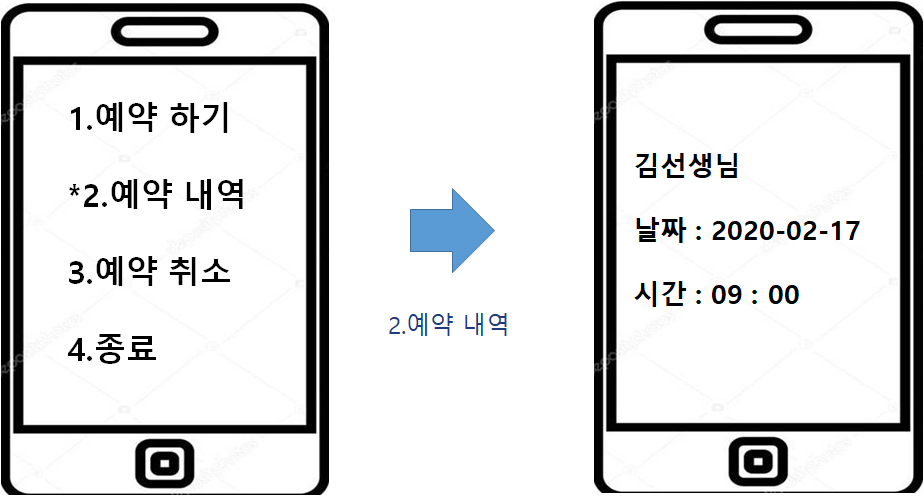 1.예약 하기
*2.예약 내역
3.예약 취소
4.종료
2.예약 내역
김선생님
날짜 : 2020-02-17
시간 : 09 : 00